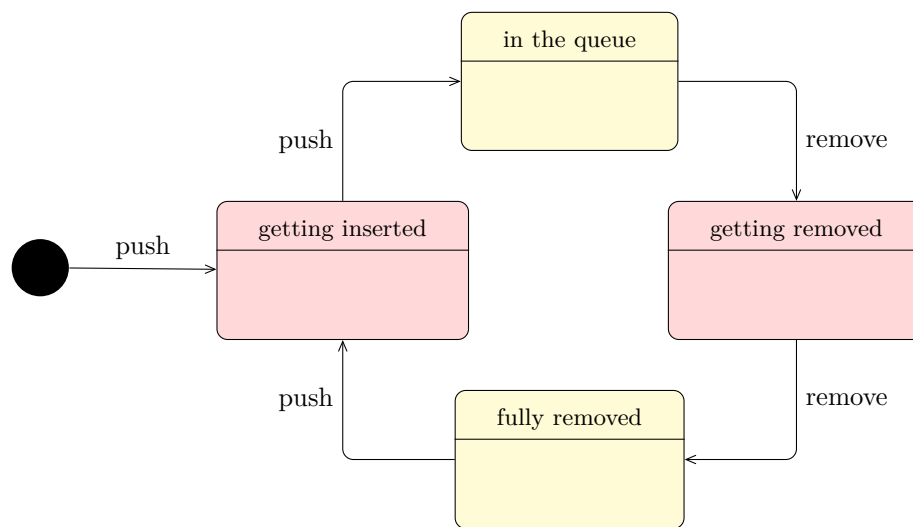 in the queue
push
remove
getting inserted
getting removed
push
push
remove
fully removed